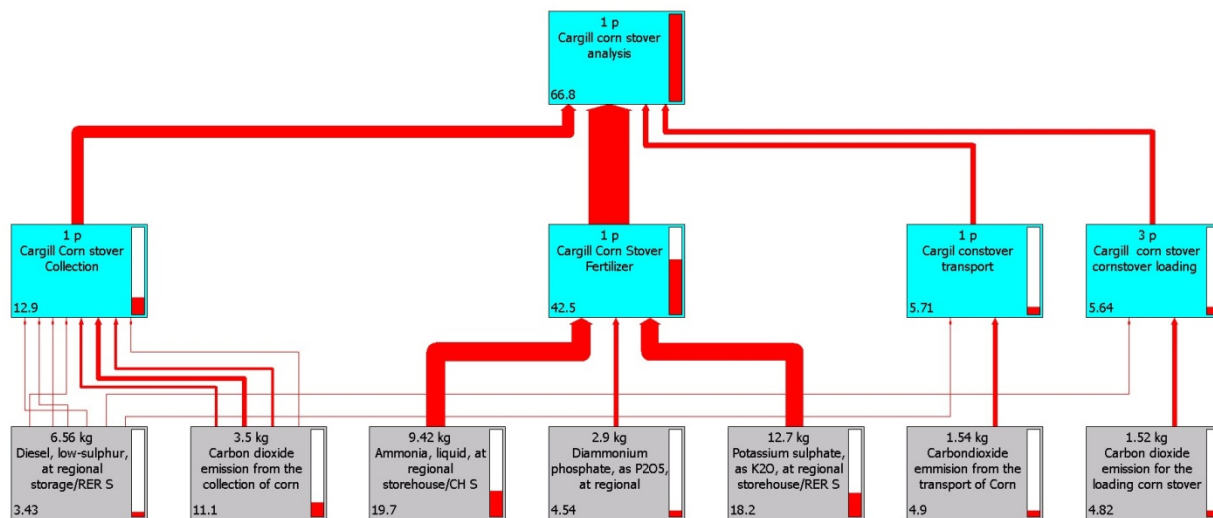 1 p
Cargill corn stover
analysis
66.8
1 p
Cargill Corn stover
Collection
12.9
1 p
Cargill Corn Stover
Fertilizer
42.5
1 p
Cargil constover
transport
5.71
3 p
Cargill corn stover
cornstover loading
5.64
6.56 kg
Diesel, low-sulphur,
at regional
storage/RER S
3.43
3.5 kg
Carbon dioxide
emission from the
collection of corn
11.1
9.42 kg
Ammonia, liquid, at
regional
storehouse/CH S
19.7
2.9 kg
Diammonium
phosphate, as P2O5,
at regional
4.54
12.7 kg
Potassium sulphate,
as K2O, at regional
storehouse/RER S
18.2
1.54 kg
Carbondioxide
emmission from the
transport of Corn
4.9
1.52 kg
Carbon dioxide
emission for the
loading corn stover
4.82